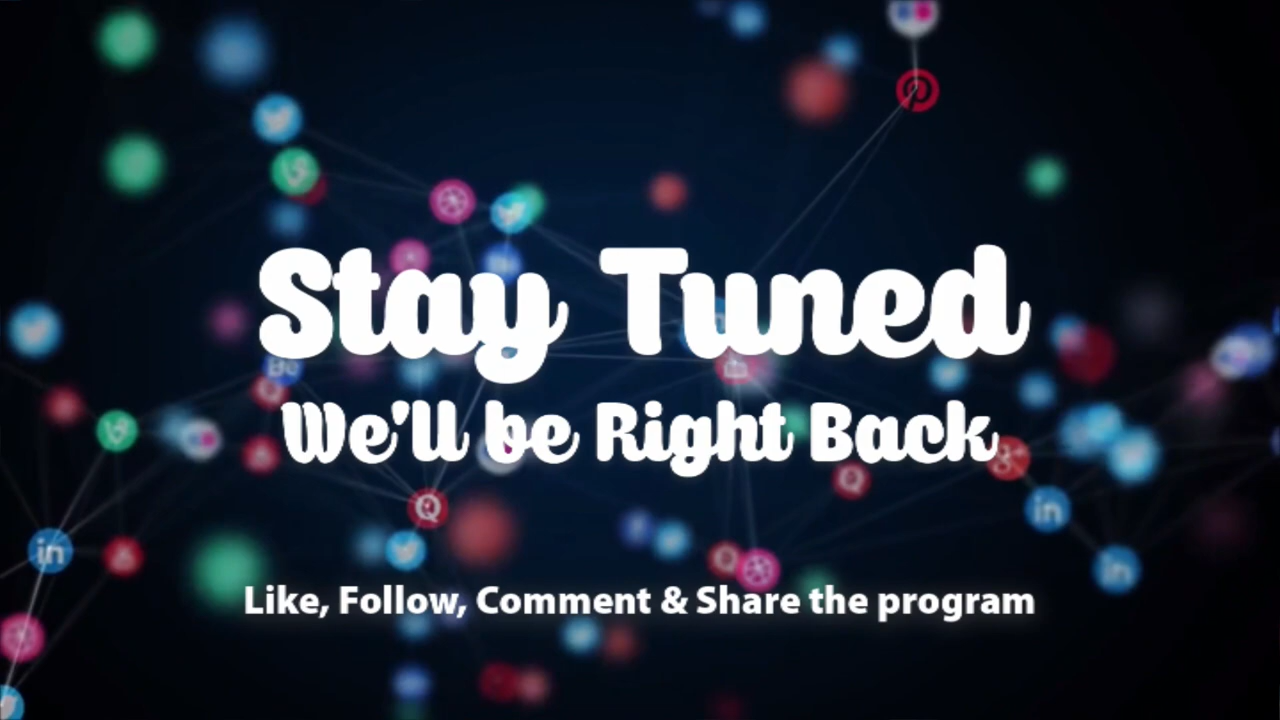 Stay Tuned
We'll be Right Back
Like, Follow, Comment & Share the program